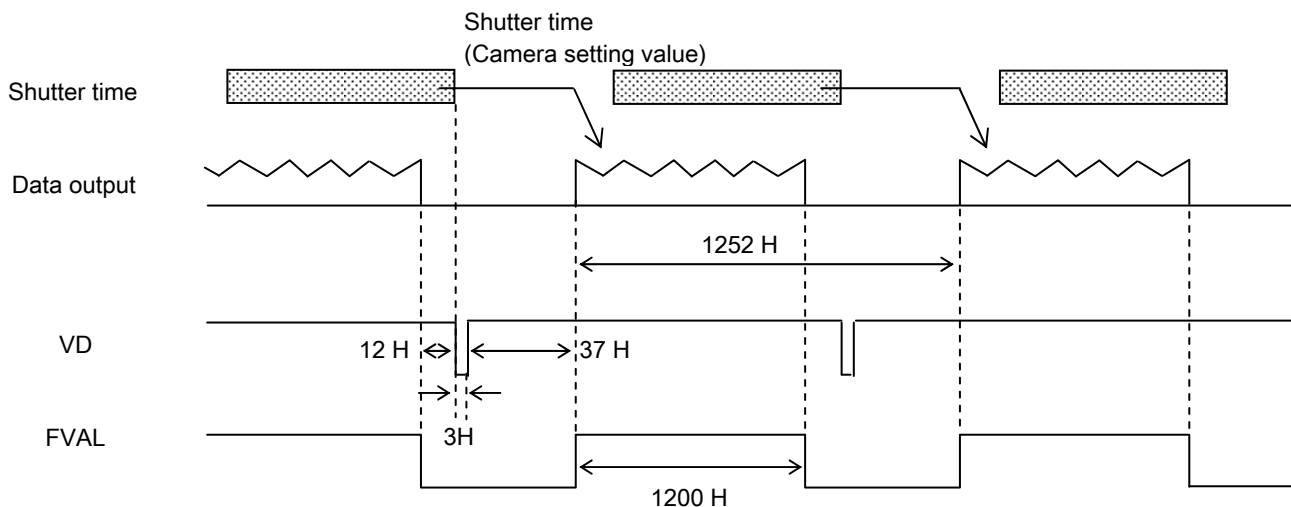 Shutter time
(Camera setting value)
Shutter time
Data output
1252 H
VD
12 H
37 H
3H
FVAL
1200 H